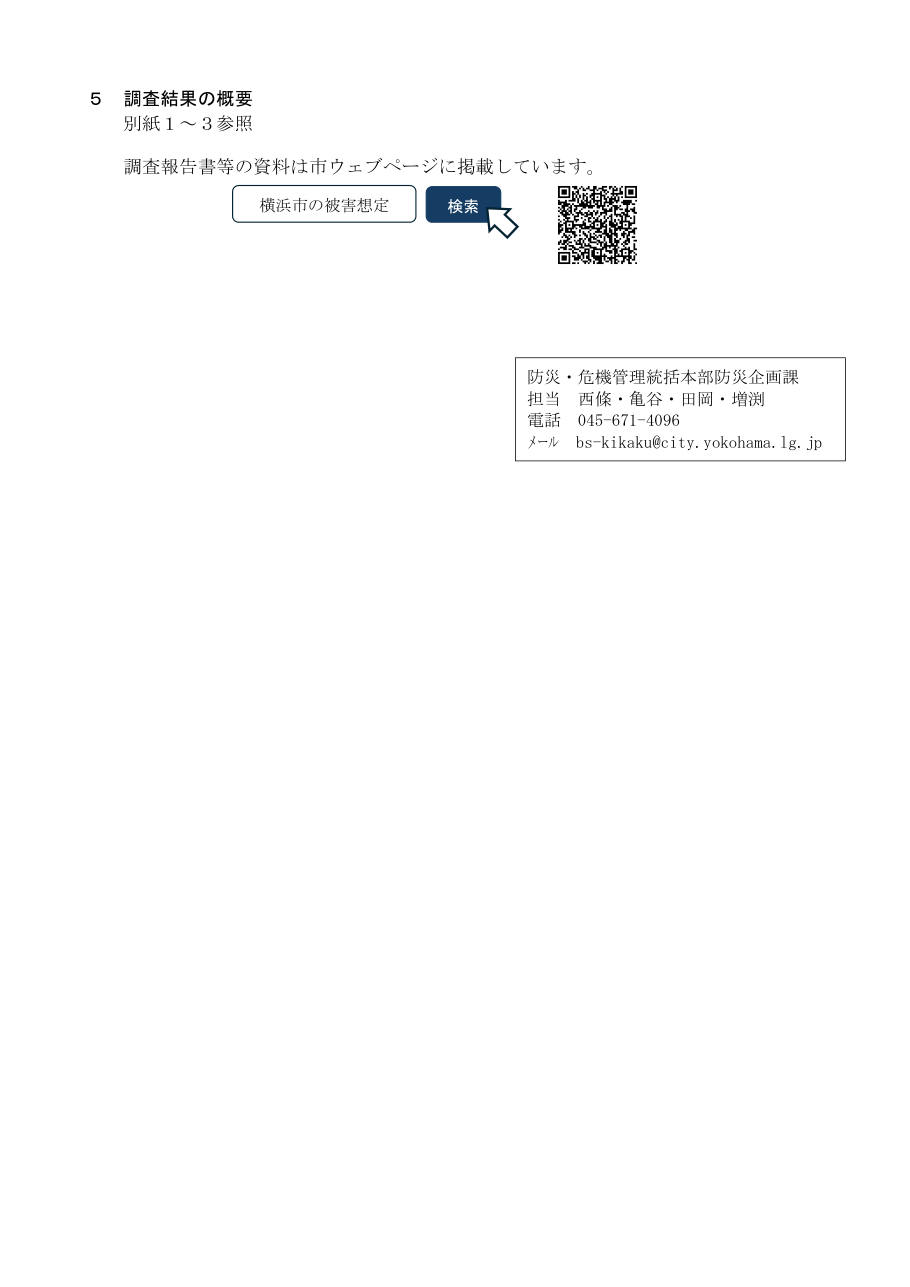 ５　調査結果の概要
別紙１～３参照
調査報告書等の資料は市ウェブページに掲載しています。
横浜市の被害想定　検索
防災・危機管理統括本部防災企画課
担当　西條・亀谷・田岡・増渕
電話　045-671-4096
ﾒｰﾙ　bs-kikaku@city.yokohama.lg.jp